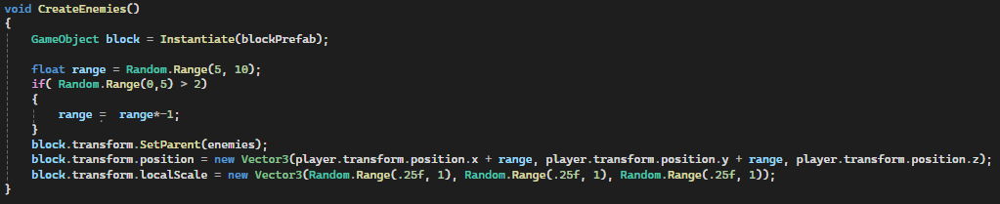 void CreateEnemies()
{
GameObject block = Instantiate(blockPrefab);
float range = Random.Range(5, 10);
if( Random.Range(0,5) > 2)
{
range =  range*-1;
}
block.transform.SetParent(enemies);
block.transform.position = new Vector3(player.transform.position.x + range, player.transform.position.y + range, player.transform.position.z);
block.transform.localScale = new Vector3(Random.Range(.25f, 1), Random.Range(.25f, 1), Random.Range(.25f, 1));
}